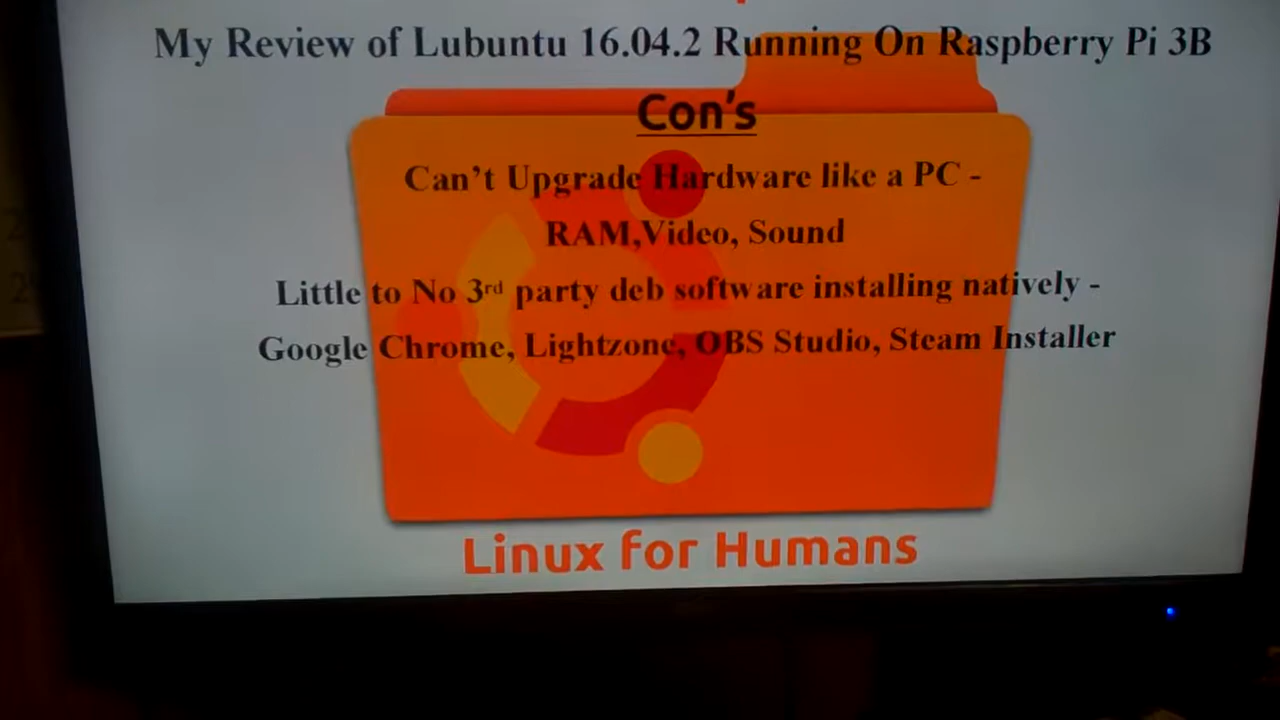 My Review of Lubuntu 16.04.2 Running On Raspberry Pi 3B
Con's
Can't Upgrade Hardware like a PC -
RAM,Video, Sound
Little to No 3rd party deb software installing natively -
Google Chrome, Lightzone, OBS Studio, Steam Installer
Linux for Humans